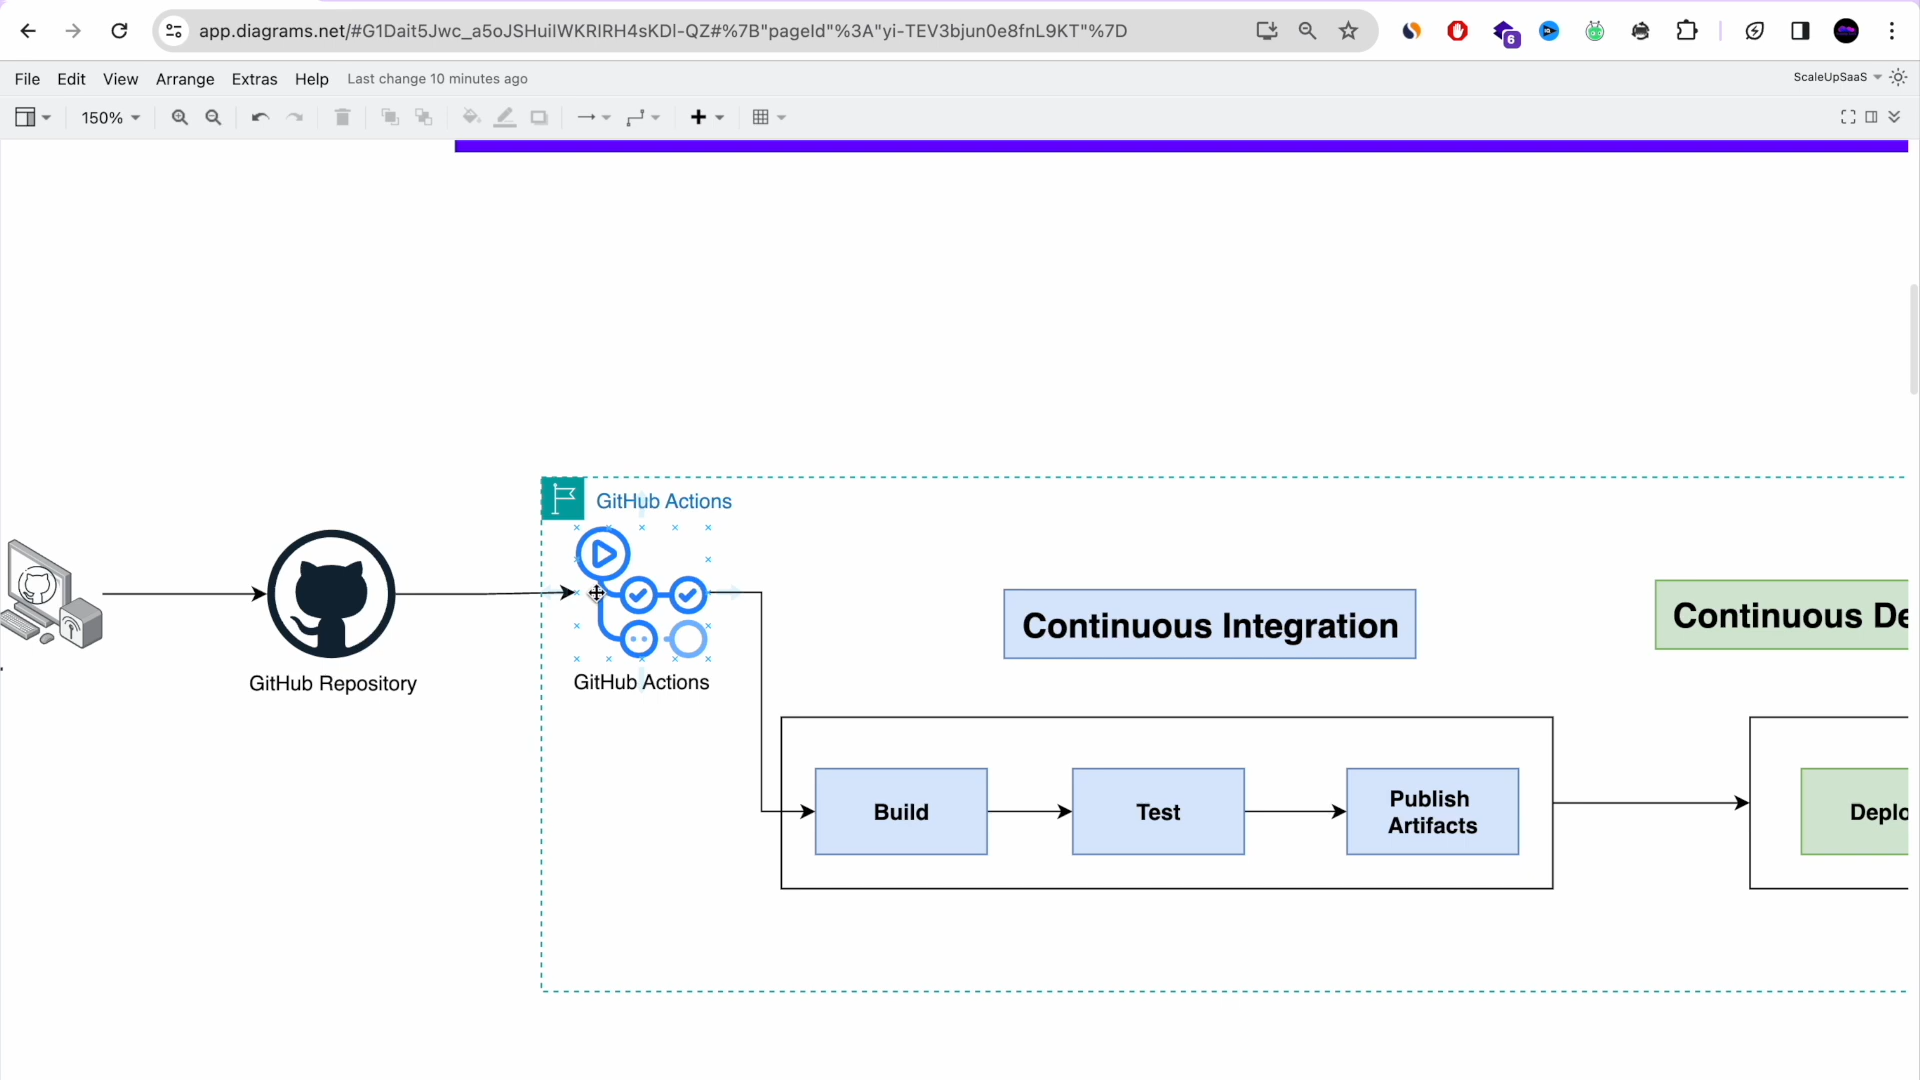 app.diagrams.net/#G1Dait5Jwc_a5oJSHuiIWKRIRH4sKDI-QZ#%7B"pageId"%3A"yi-TEV3bjun0e8fnL9KT"%7D
6
File Edit View Arrange Extras Help Last change 10 minutes ago
ScaleUpSaaS
150%
GitHub Actions
Continuous Integration
Continuous De
GitHub Repository
GitHub Actions
Build
Test
Publish
Artifacts
Deplo